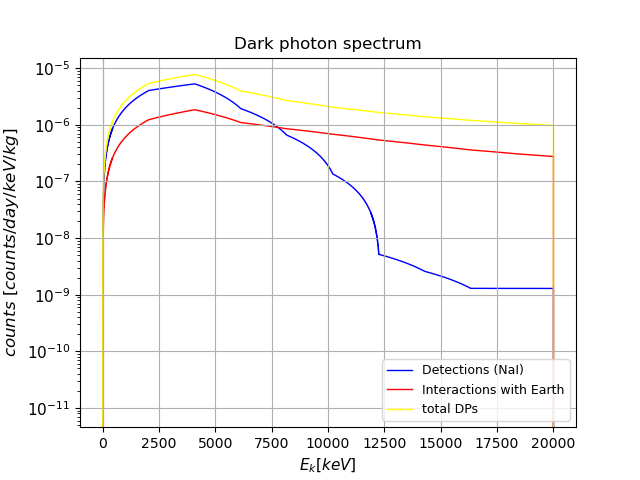 Dark photon spectrum
counts [counts/day/keV/kg]
10⁻⁵
10⁻⁶
10⁻⁷
10⁻⁸
10⁻⁹
10⁻¹⁰
10⁻¹¹
Detections (NaI)
Interactions with Earth
total DPs
0 2500 5000 7500 10000 12500 15000 17500 20000
Eₖ[keV]